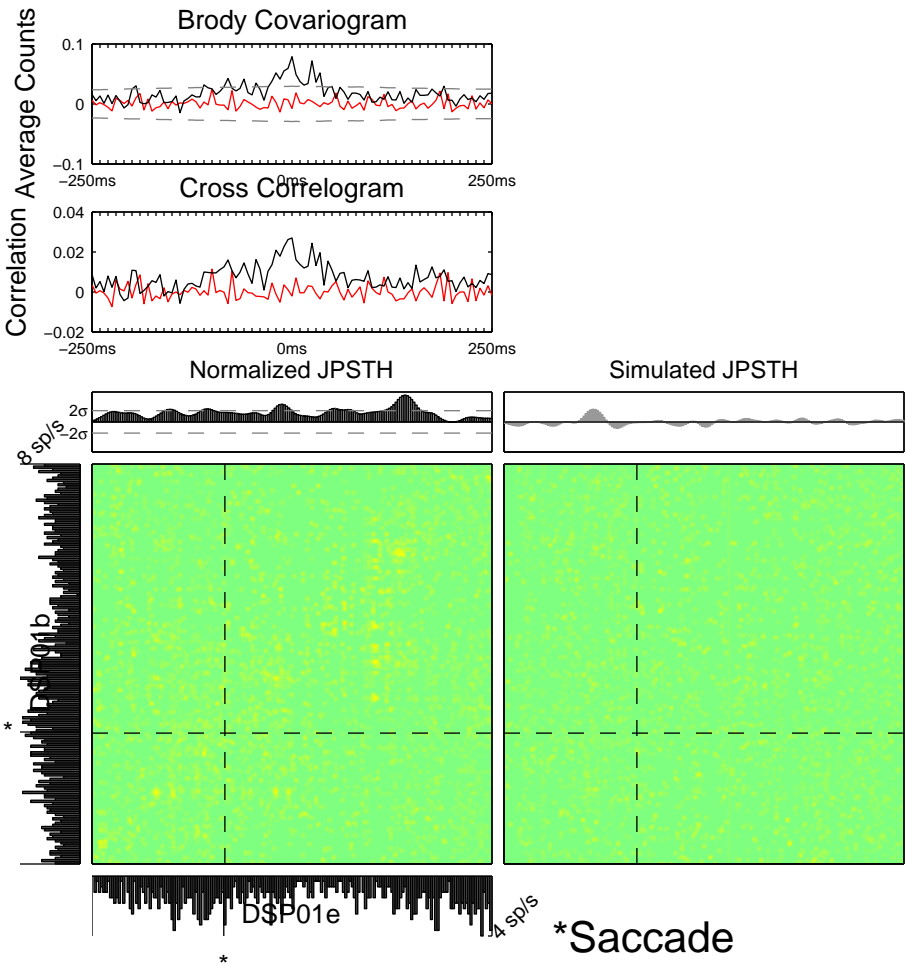 Brody Covariogram
Average Counts
0.1
0
−0.1
−250ms
0ms
250ms
Cross Correlogram
Correlation
0.04
0.02
0
−0.02
−250ms
0ms
250ms
Normalized JPSTH
Simulated JPSTH
2σ
−2σ
8 sp/s
DSP01b
*
DSP01e
4 sp/s
*
*Saccade